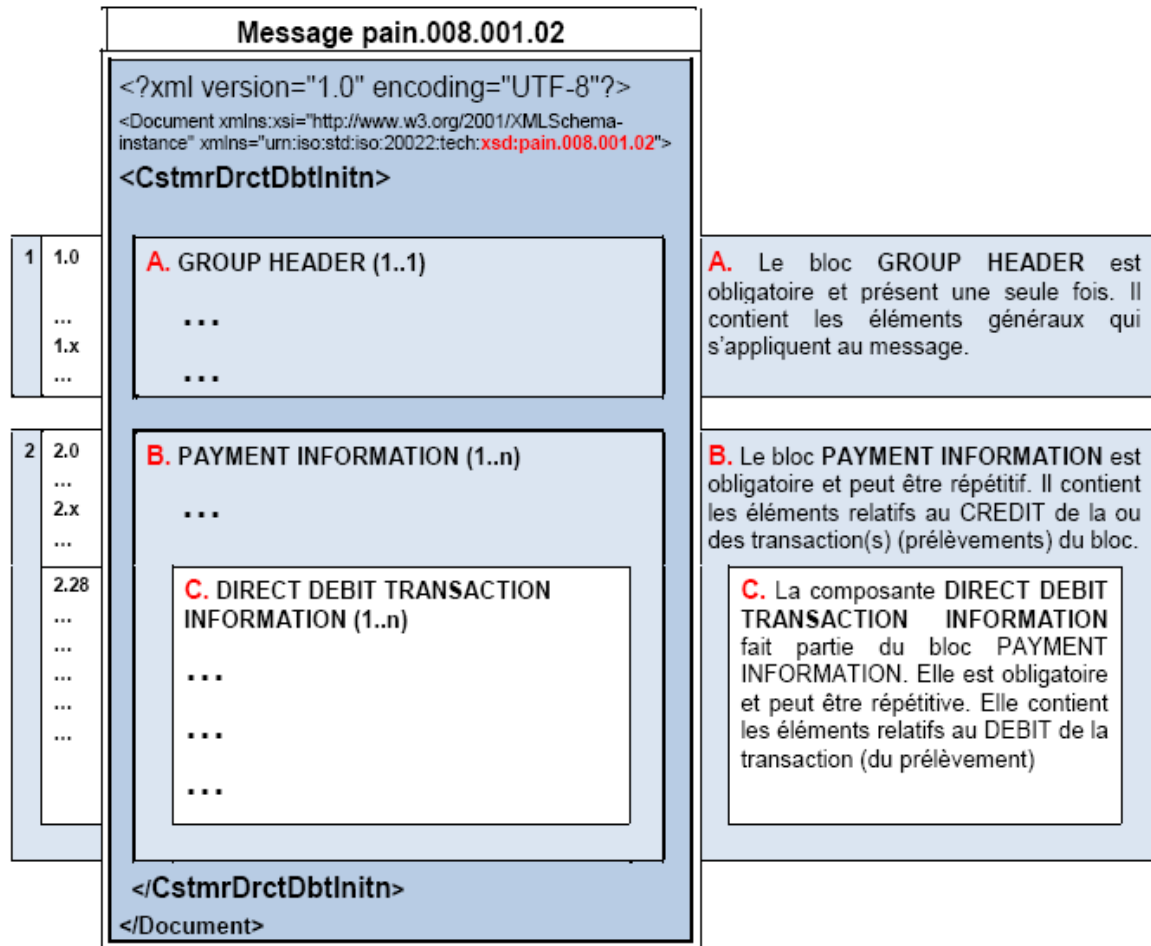 Message pain.008.001.02
<?xml version="1.0" encoding="UTF-8"?>
<Document xmlns:xsi="http://www.w3.org/2001/XMLSchema-
instance" xmlns="urn:iso:std:iso:20022:tech:xsd:pain.008.001.02">
<CstmrDrctDbtInitn>
1
1.0
...
1.x
...
A. GROUP HEADER (1..1)
...
...
A. Le bloc GROUP HEADER est
obligatoire et présent une seule fois. Il
contient les éléments généraux qui
s'appliquent au message.
2
2.0
...
2.x
...
B. PAYMENT INFORMATION (1..n)
...
B. Le bloc PAYMENT INFORMATION est
obligatoire et peut être répétitif. Il contient
les éléments relatifs au CREDIT de la ou
des transaction(s) (prélèvements) du bloc.
2.28
...
...
...
...
...
C. DIRECT DEBIT TRANSACTION
INFORMATION (1..n)
...
...
...
C. La composante DIRECT DEBIT
TRANSACTION INFORMATION
fait partie du bloc PAYMENT
INFORMATION. Elle est obligatoire
et peut être répétitive. Elle contient
les éléments relatifs au DEBIT de la
transaction (du prélèvement)
</CstmrDrctDbtInitn>
</Document>